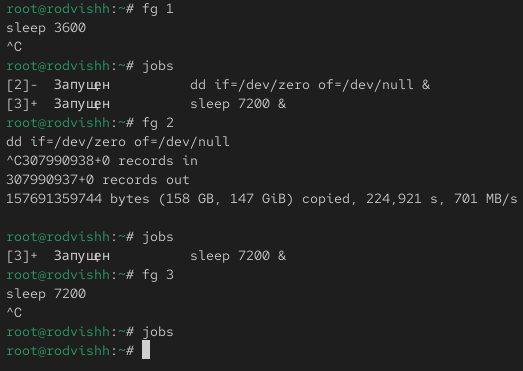 root@rodvishh:~# fg 1
sleep 3600
^C
root@rodvishh:~# jobs
[2]-  Запущен          dd if=/dev/zero of=/dev/null &
[3]+  Запущен          sleep 7200 &
root@rodvishh:~# fg 2
dd if=/dev/zero of=/dev/null
^C307990938+0 records in
307990937+0 records out
157691359744 bytes (158 GB, 147 GiB) copied, 224,921 s, 701 MB/s

root@rodvishh:~# jobs
[3]+  Запущен          sleep 7200 &
root@rodvishh:~# fg 3
sleep 7200
^C
root@rodvishh:~# jobs
root@rodvishh:~#